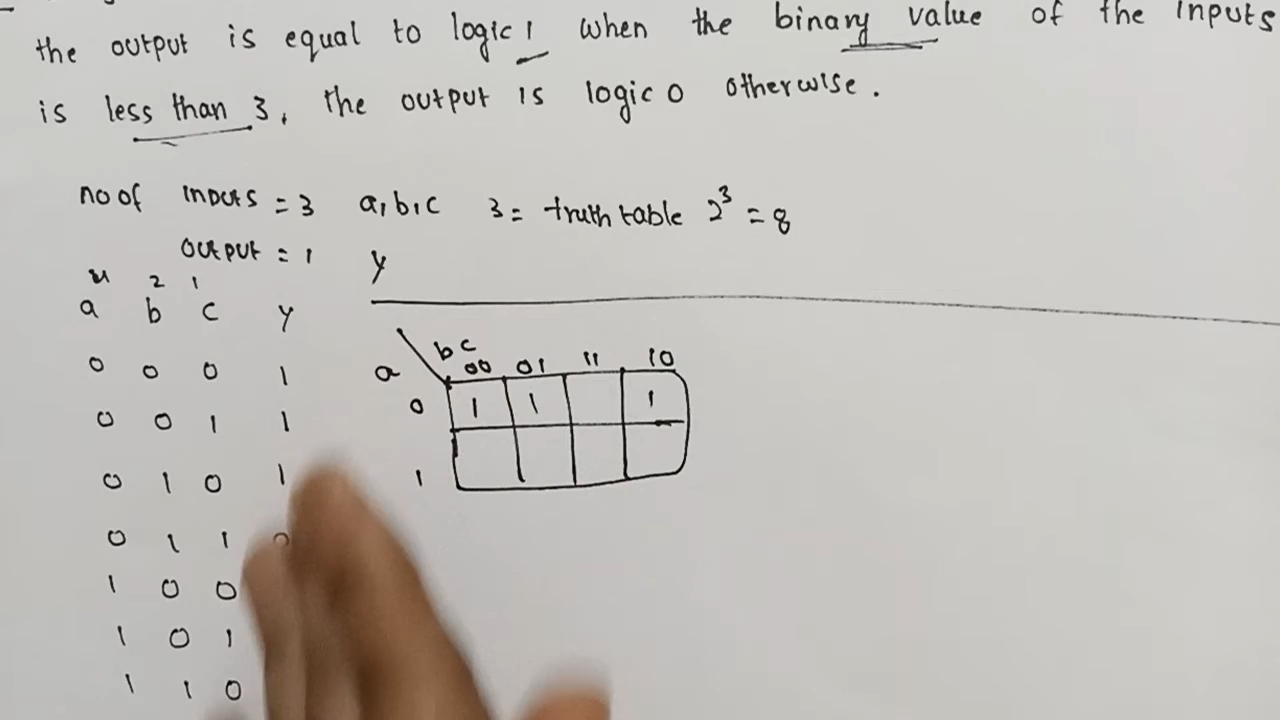 the output is equal to logic 1 when the binary value of the inputs
is less than 3, the output is logic 0 otherwise.
no of inputs = 3 a, b, c 3 = truth table 2³ = 8
output = 1 y
4 2 1
a b c y
0 0 0 1
0 0 1 1
0 1 0 1
0 1 1 0
1 0 0
1 0 1
1 1 0
bc
a 00 01 11 10
0 1 1 1
1